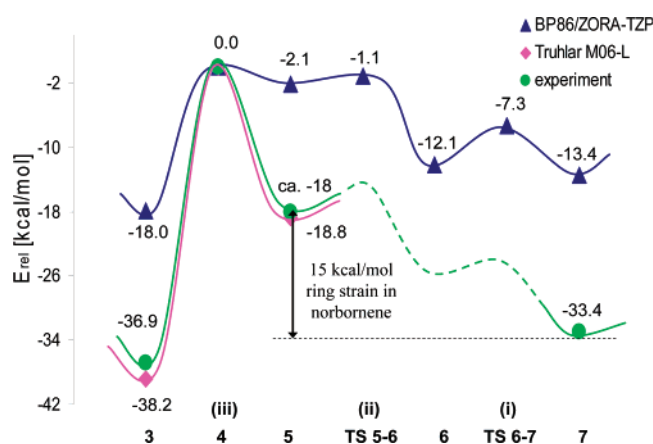 0.0
BP86/ZORA-TZP
Truhlar M06-L
experiment
-2.1
-1.1
-7.3
-12.1
-13.4
-18.0
ca. -18
-18.8
15 kcal/mol
ring strain in
norbornene
-33.4
-36.9
-38.2
E rel [kcal/mol]
-2
-10
-18
-26
-34
-42
(iii) (ii) (i)
3 4 5 TS 5-6 6 TS 6-7 7